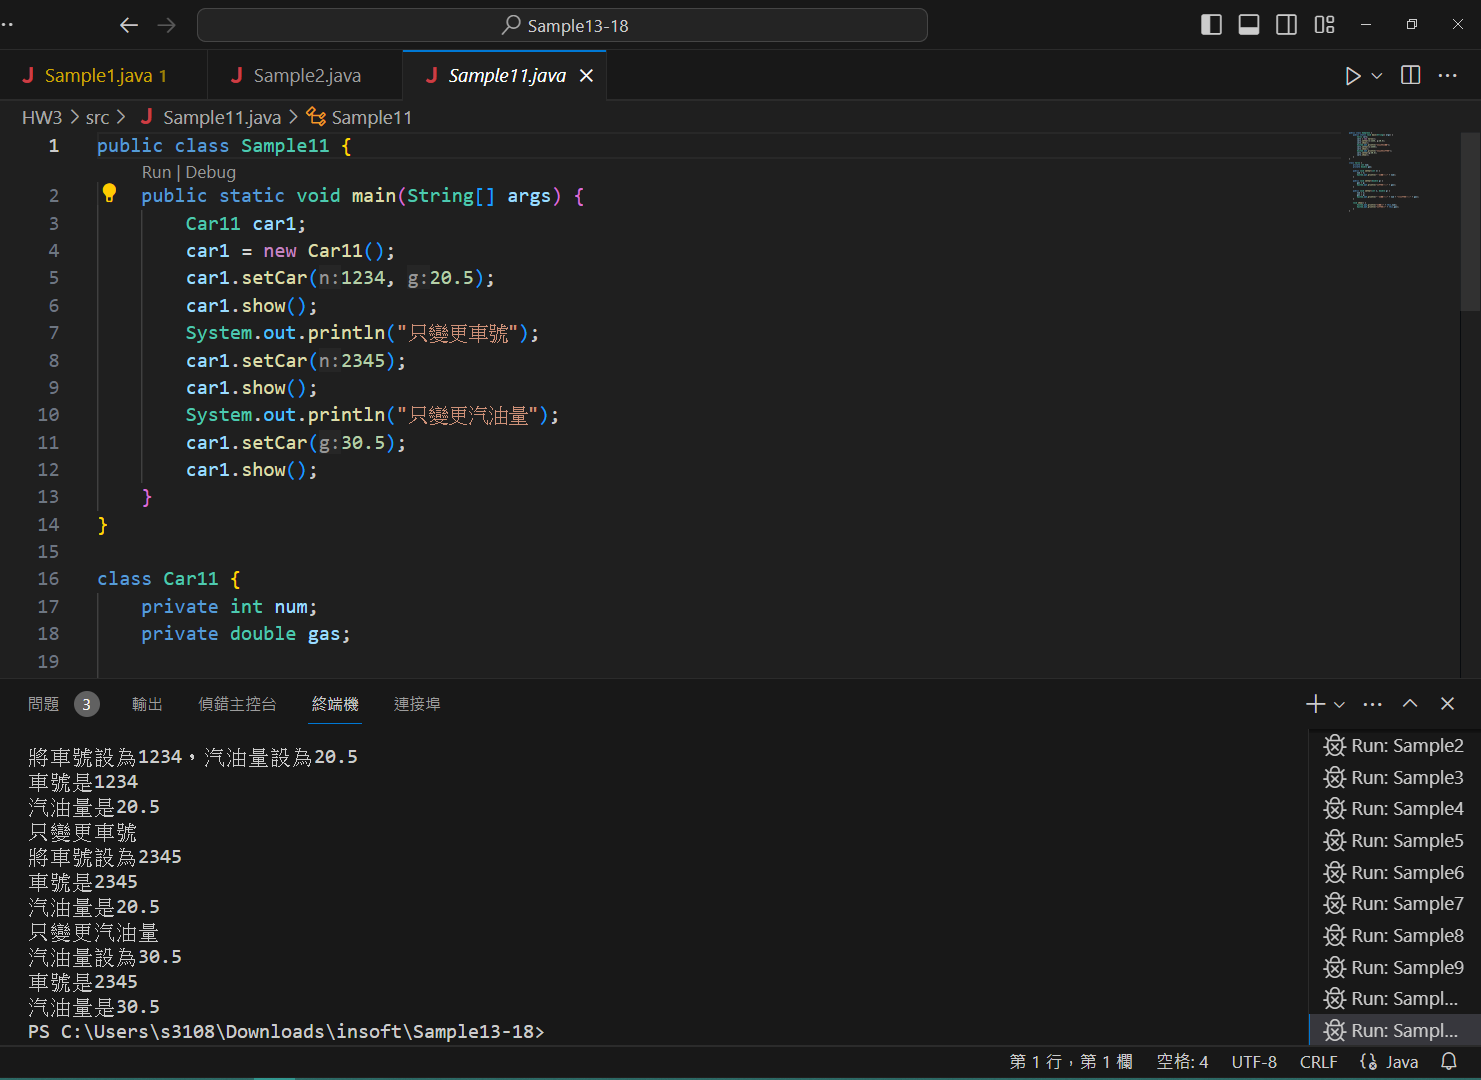 Sample13-18
Sample1.java 1
Sample2.java
Sample11.java
HW3 > src > Sample11.java > Sample11
1 public class Sample11 {
Run | Debug
2 public static void main(String[] args) {
3 Car11 car1;
4 car1 = new Car11();
5 car1.setCar(n:1234, g:20.5);
6 car1.show();
7 System.out.println("只變更車號");
8 car1.setCar(n:2345);
9 car1.show();
10 System.out.println("只變更汽油量");
11 car1.setCar(g:30.5);
12 car1.show();
13 }
14 }
15
16 class Car11 {
17 private int num;
18 private double gas;
19
問題 3 輸出 偵錯主控台 終端機 連接埠
將車號設為1234，汽油量設為20.5
車號是1234
汽油量是20.5
只變更車號
將車號設為2345
車號是2345
汽油量是20.5
只變更汽油量
汽油量設為30.5
車號是2345
汽油量是30.5
PS C:\Users\s3108\Downloads\insoft\Sample13-18>
Run: Sample2
Run: Sample3
Run: Sample4
Run: Sample5
Run: Sample6
Run: Sample7
Run: Sample8
Run: Sample9
Run: Sampl...
Run: Sampl...
第 1 行，第 1 欄 空格: 4 UTF-8 CRLF Java